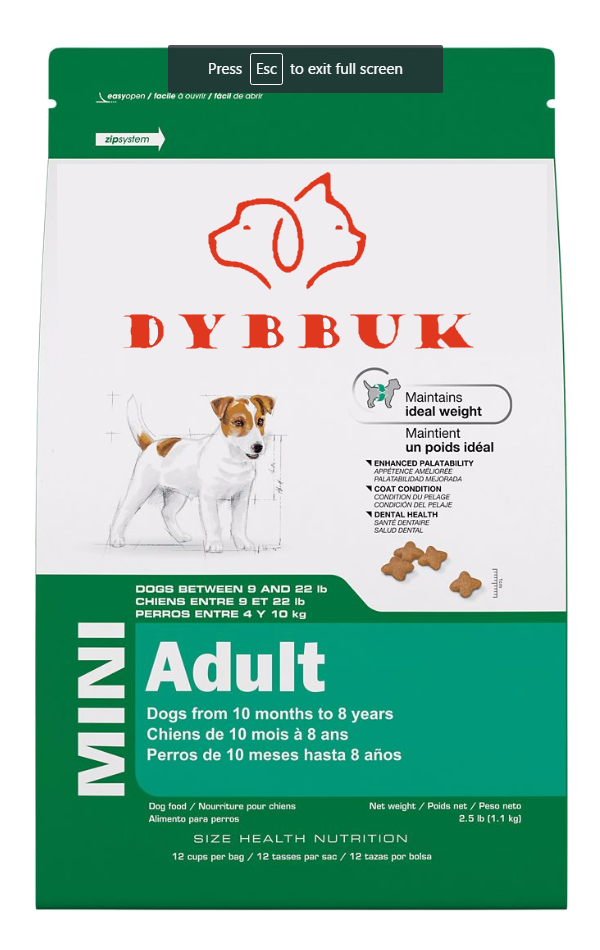 Press Esc to exit full screen
easyopen / facile à ouvrir / fácil de abrir
zipsystem
DYBBUK
Maintains
ideal weight
Maintient
un poids idéal
ENHANCED PALATABILITY
APPÉTENCE AMÉLIORÉE
PALATABILIDAD MEJORADA
COAT CONDITION
CONDITION DU PELAGE
CONDICIÓN DEL PELAJE
DENTAL HEALTH
SANTÉ DENTAIRE
SALUD DENTAL
DOGS BETWEEN 9 AND 22 lb
CHIENS ENTRE 9 ET 22 lb
PERROS ENTRE 4 Y 10 kg
MINI
Adult
Dogs from 10 months to 8 years
Chiens de 10 mois à 8 ans
Perros de 10 meses hasta 8 años
Dog food / Nourriture pour chiens
Alimento para perros
Net weight / Poids net / Peso neto
2.5 lb (1.1 kg)
SIZE HEALTH NUTRITION
12 cups per bag / 12 tasses par sac / 12 tazas por bolsa